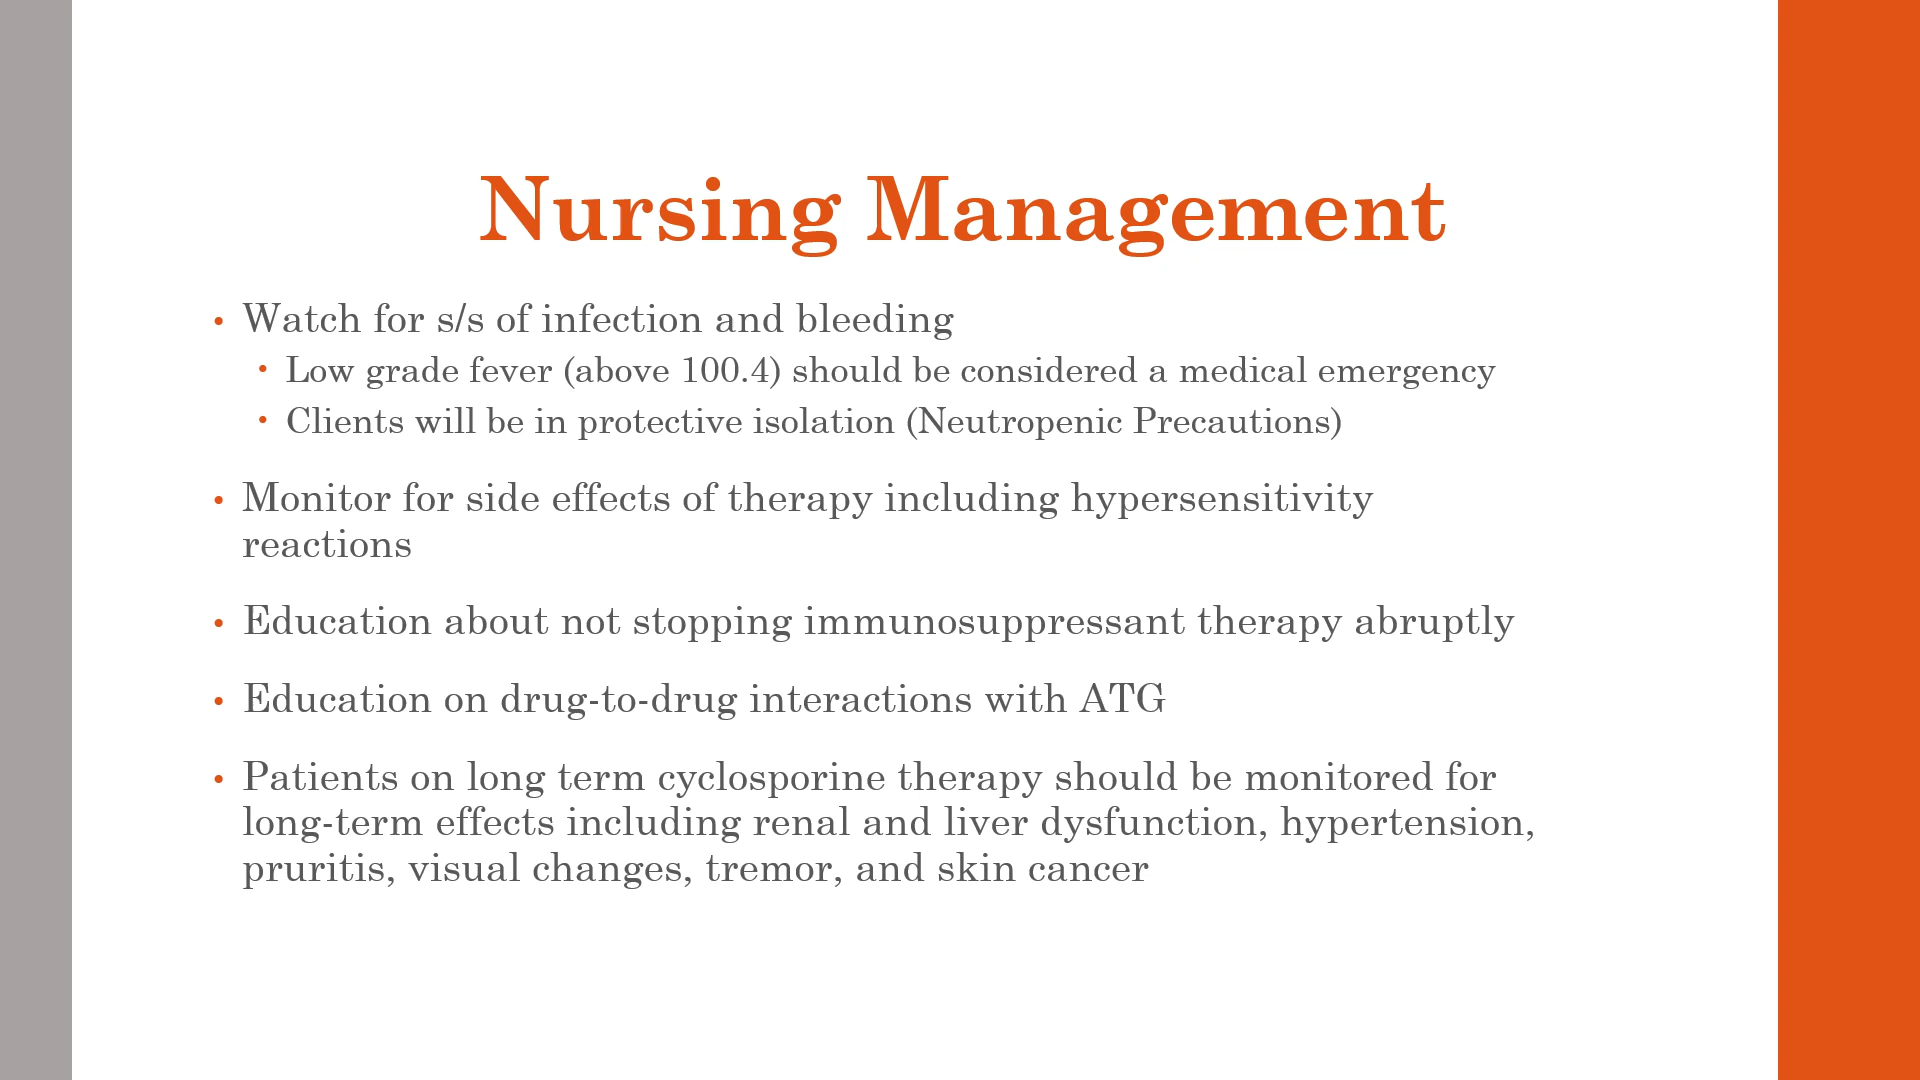 Nursing Management
• Watch for s/s of infection and bleeding
• Low grade fever (above 100.4) should be considered a medical emergency
• Clients will be in protective isolation (Neutropenic Precautions)
• Monitor for side effects of therapy including hypersensitivity
reactions
• Education about not stopping immunosuppressant therapy abruptly
• Education on drug-to-drug interactions with ATG
• Patients on long term cyclosporine therapy should be monitored for
long-term effects including renal and liver dysfunction, hypertension,
pruritis, visual changes, tremor, and skin cancer